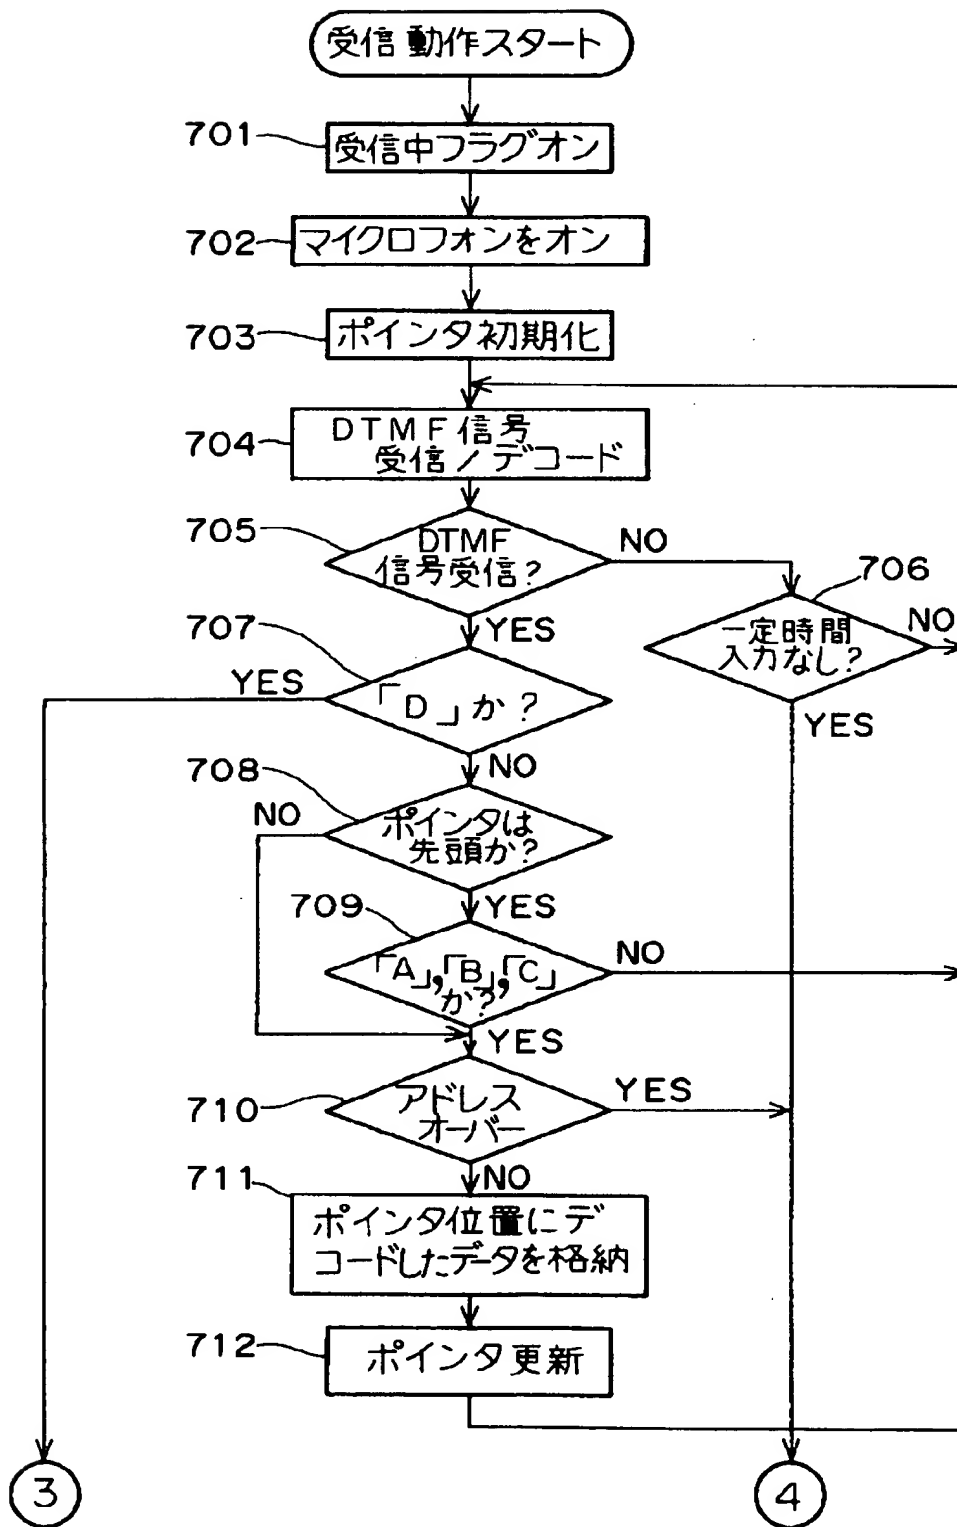 受信動作スタート
701
受信中フラグオン
702
マイクロフォンをオン
703
ポインタ初期化
704
DTMF信号
受信/デコード
705
DTMF
信号受信?
NO
706
一定時間
入力なし?
NO
YES
YES
707
「D」か?
YES
NO
708
ポインタは
先頭か?
NO
YES
709
「A」,「B」,「C」
か?
NO
YES
710
アドレス
オーバー
YES
NO
711
ポインタ位置にデ
コードしたデータを格納
712
ポインタ更新
3
4